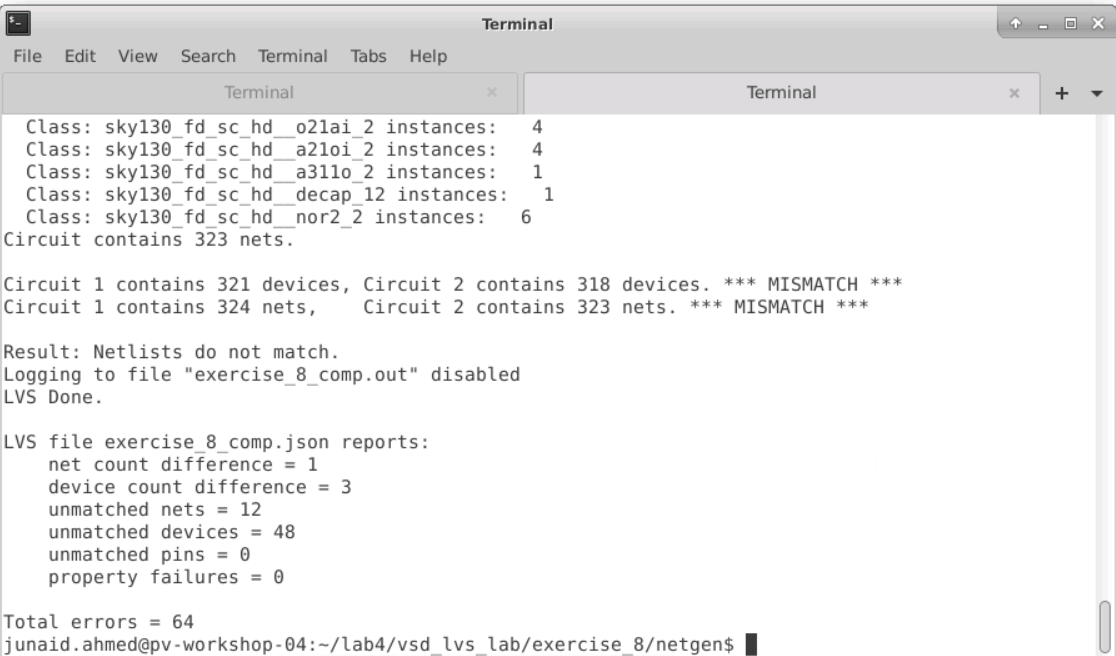 Terminal
File Edit View Search Terminal Tabs Help
Terminal Terminal
Class: sky130_fd_sc_hd__o21ai_2 instances: 4
Class: sky130_fd_sc_hd__a21oi_2 instances: 4
Class: sky130_fd_sc_hd__a311o_2 instances: 1
Class: sky130_fd_sc_hd__decap_12 instances: 1
Class: sky130_fd_sc_hd__nor2_2 instances: 6
Circuit contains 323 nets.
Circuit 1 contains 321 devices, Circuit 2 contains 318 devices. *** MISMATCH ***
Circuit 1 contains 324 nets, Circuit 2 contains 323 nets. *** MISMATCH ***
Result: Netlists do not match.
Logging to file "exercise_8_comp.out" disabled
LVS Done.
LVS file exercise_8_comp.json reports:
net count difference = 1
device count difference = 3
unmatched nets = 12
unmatched devices = 48
unmatched pins = 0
property failures = 0
Total errors = 64
junaid.ahmed@pv-workshop-04:~/lab4/vsd_lvs_lab/exercise_8/netgen$